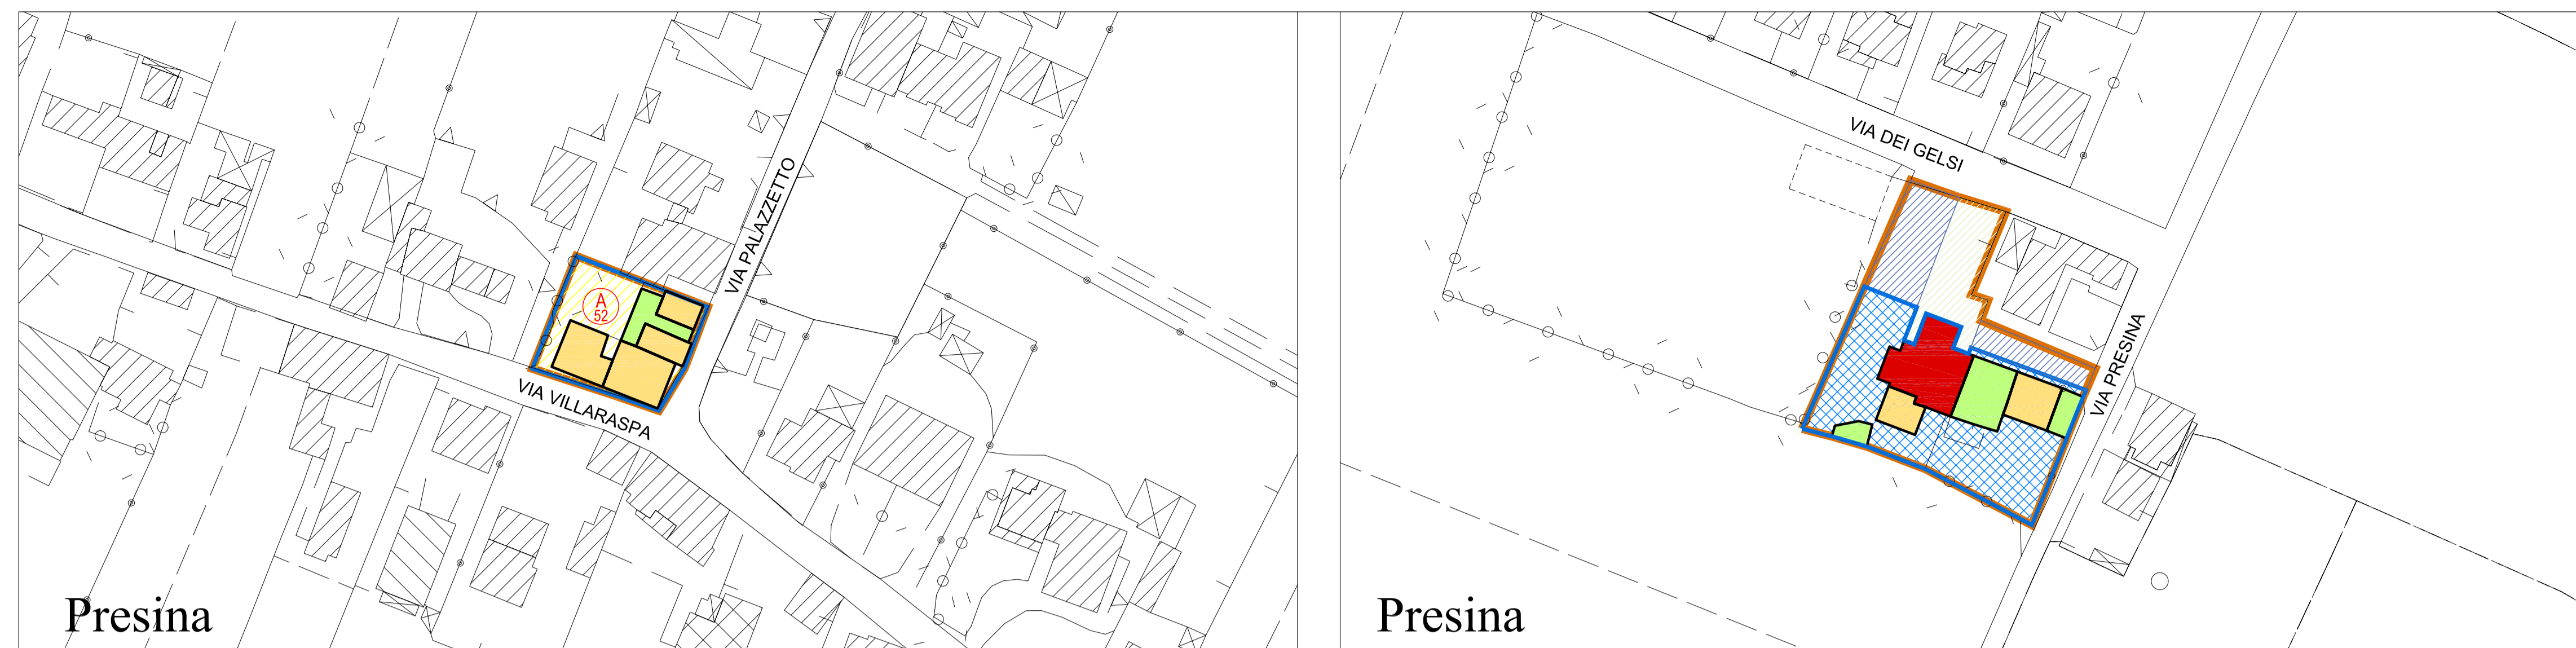 VIA PALAZZETTO
A
52
VIA VILLARASPA
Presina
VIA DEI GELSI
VIA PRESINA
Presina